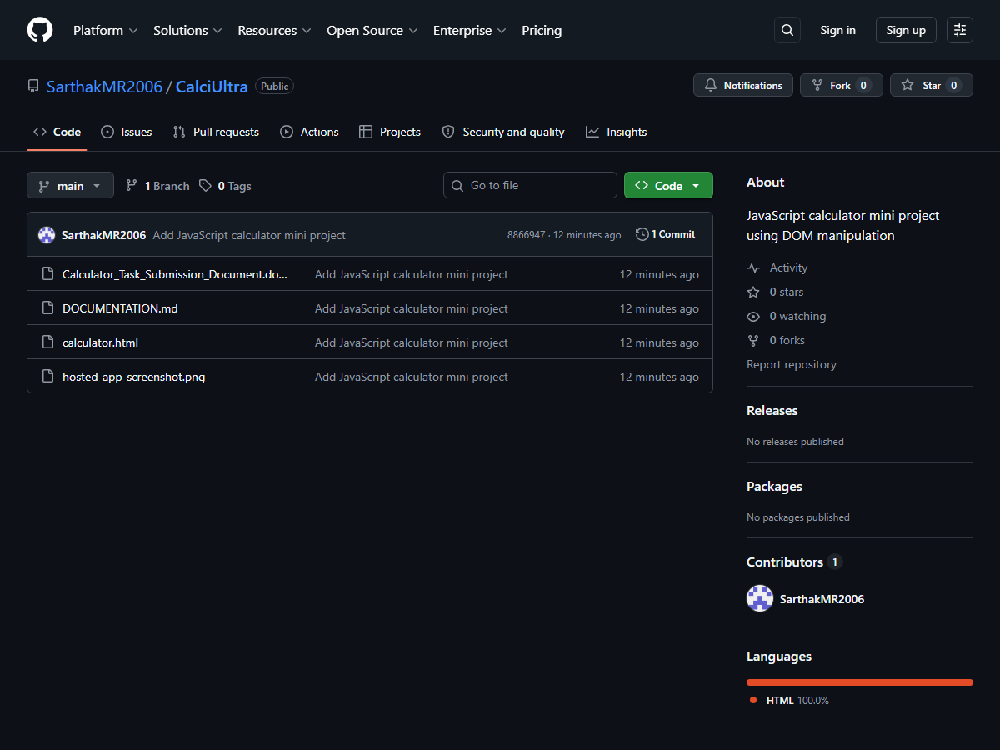 Platform Solutions Resources Open Source Enterprise Pricing Sign in Sign up
SarthakMR2006 / CalciUltra Public Notifications Fork 0 Star 0
Code Issues Pull requests Actions Projects Security and quality Insights
main 1 Branch 0 Tags Go to file Code
SarthakMR2006 Add JavaScript calculator mini project 8866947 · 12 minutes ago 1 Commit
Calculator_Task_Submission_Document.do... Add JavaScript calculator mini project 12 minutes ago
DOCUMENTATION.md Add JavaScript calculator mini project 12 minutes ago
calculator.html Add JavaScript calculator mini project 12 minutes ago
hosted-app-screenshot.png Add JavaScript calculator mini project 12 minutes ago
About
JavaScript calculator mini project
using DOM manipulation
Activity
0 stars
0 watching
0 forks
Report repository
Releases
No releases published
Packages
No packages published
Contributors 1
SarthakMR2006
Languages
HTML 100.0%